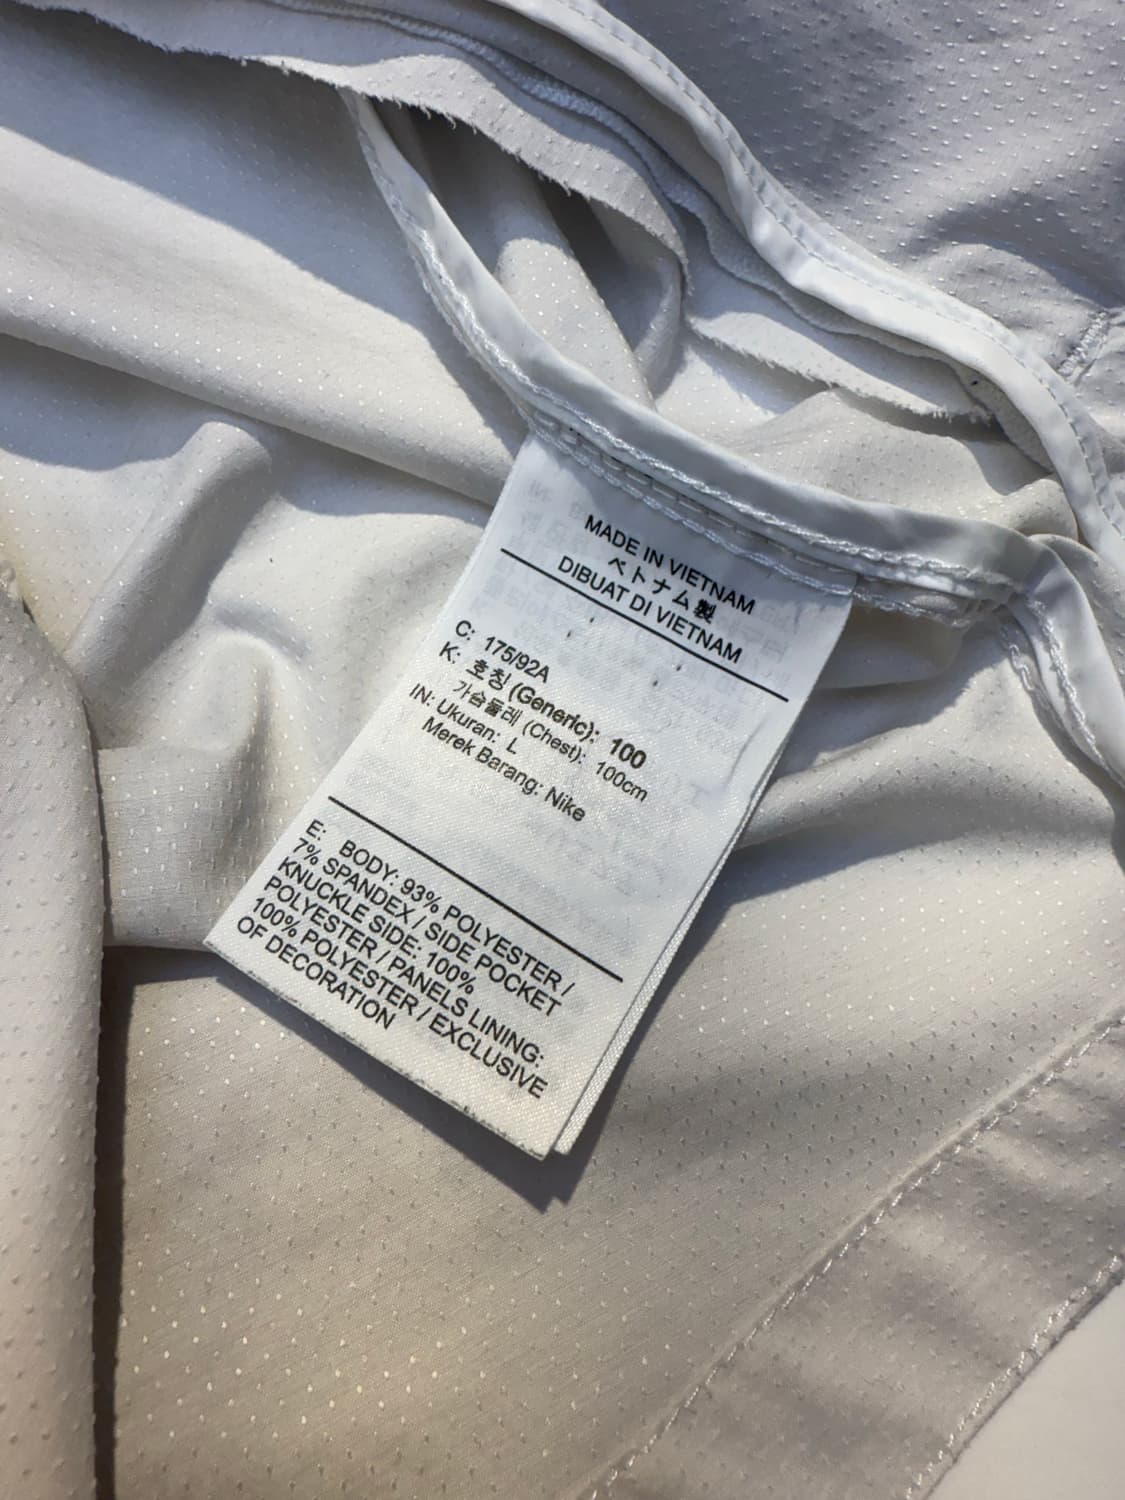 MADE IN VIETNAM
ベトナム製
DIBUAT DI VIETNAM
C: 175/92A
K: 호칭 (Generic): 100
가슴둘레 (Chest): 100cm
IN: Ukuran: L
Merek Barang: Nike
E: BODY: 93% POLYESTER /
7% SPANDEX / SIDE POCKET
KNUCKLE SIDE: 100%
POLYESTER / PANELS LINING:
100% POLYESTER / EXCLUSIVE
OF DECORATION